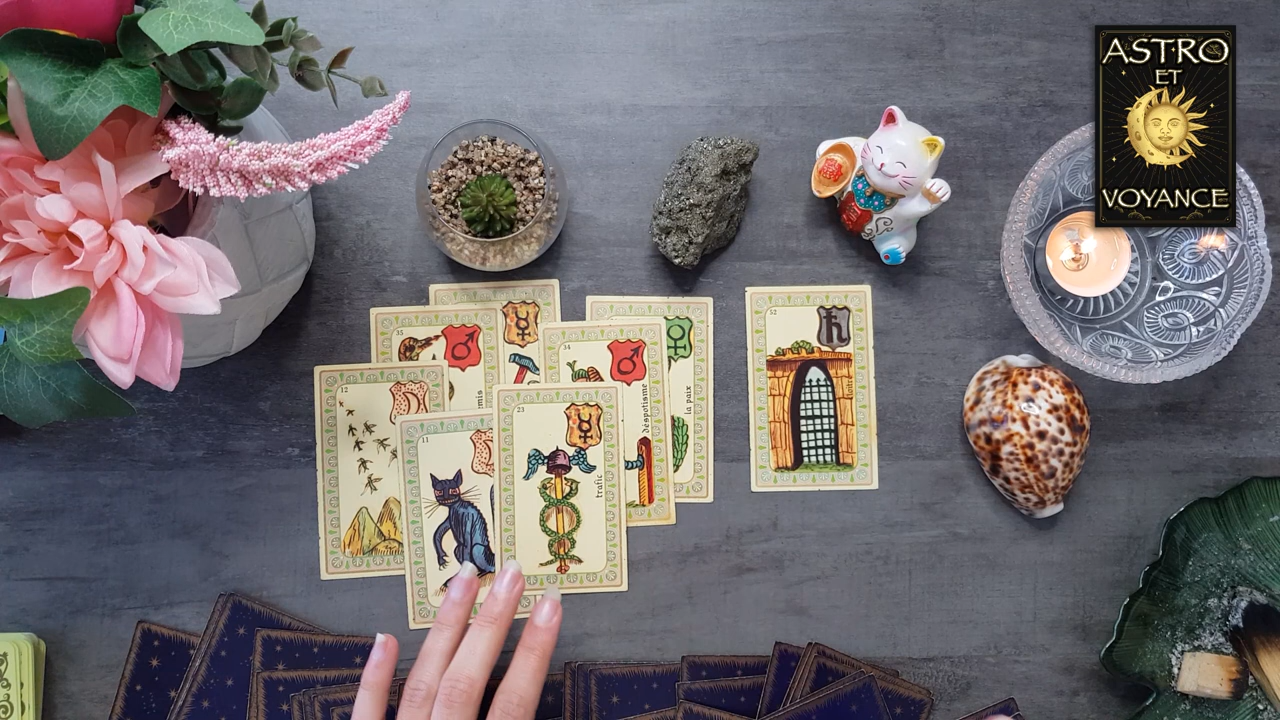 ASTRO
ET
VOYANCE
35
34
52
12
11
23
despotisme
la paix
trafic